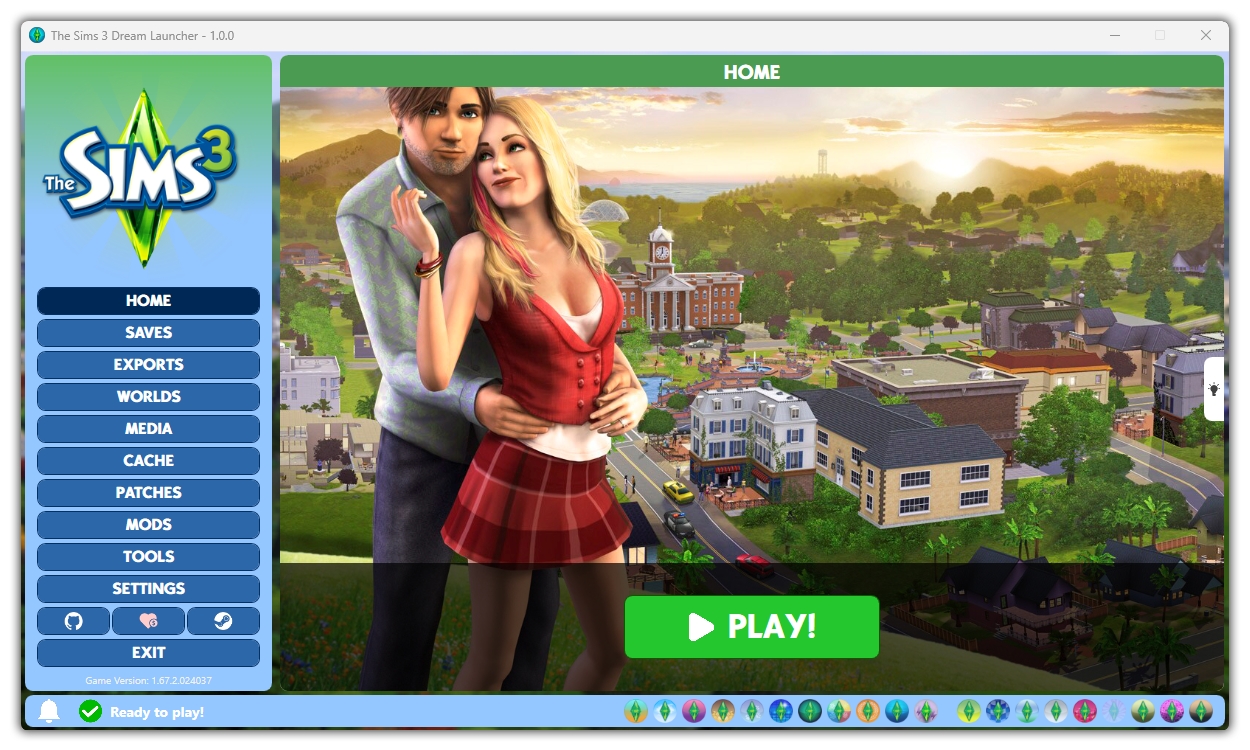 The Sims 3 Dream Launcher - 1.0.0
The SIMS 3
HOME
SAVES
EXPORTS
WORLDS
MEDIA
CACHE
PATCHES
MODS
TOOLS
SETTINGS
EXIT
Game Version: 1.67.2.024037
HOME
PLAY!
Ready to play!